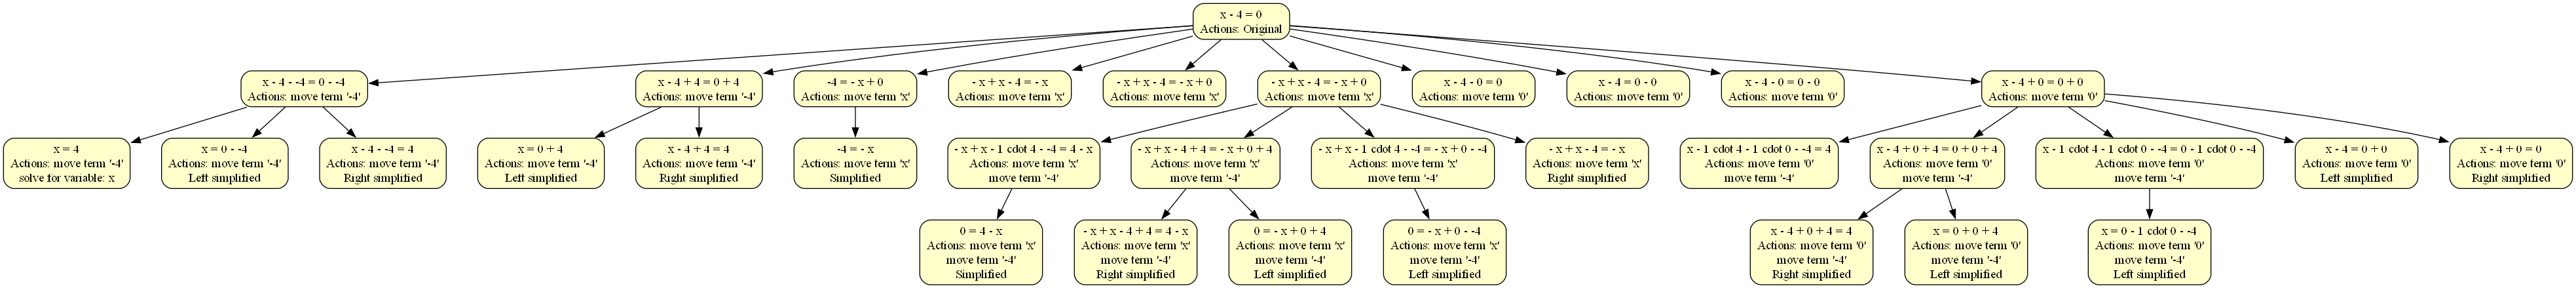 x - 4 = 0
Actions: Original
x - 4 - -4 = 0 - -4
Actions: move term '-4'
x - 4 + 4 = 0 + 4
Actions: move term '-4'
-4 = - x + 0
Actions: move term 'x'
- x + x - 4 = - x
Actions: move term 'x'
- x + x - 4 = - x + 0
Actions: move term 'x'
- x + x - 4 = - x + 0
Actions: move term 'x'
x - 4 - 0 = 0
Actions: move term '0'
x - 4 = 0 - 0
Actions: move term '0'
x - 4 - 0 = 0 - 0
Actions: move term '0'
x - 4 + 0 = 0 + 0
Actions: move term '0'
x = 4
Actions: move term '-4'
solve for variable: x
x = 0 - -4
Actions: move term '-4'
Left simplified
x - 4 - -4 = 4
Actions: move term '-4'
Right simplified
x = 0 + 4
Actions: move term '-4'
Left simplified
x - 4 + 4 = 4
Actions: move term '-4'
Right simplified
-4 = - x
Actions: move term 'x'
Simplified
- x + x - 1 cdot 4 - -4 = 4 - x
Actions: move term 'x'
move term '-4'
- x + x - 4 + 4 = - x + 0 + 4
Actions: move term 'x'
move term '-4'
- x + x - 1 cdot 4 - -4 = - x + 0 - -4
Actions: move term 'x'
move term '-4'
- x + x - 4 = - x
Actions: move term 'x'
Right simplified
x - 1 cdot 4 - 1 cdot 0 - -4 = 4
Actions: move term '0'
move term '-4'
x - 4 + 0 + 4 = 0 + 0 + 4
Actions: move term '0'
move term '-4'
x - 1 cdot 4 - 1 cdot 0 - -4 = 0 - 1 cdot 0 - -4
Actions: move term '0'
move term '-4'
x - 4 = 0 + 0
Actions: move term '0'
Left simplified
x - 4 + 0 = 0
Actions: move term '0'
Right simplified
0 = 4 - x
Actions: move term 'x'
move term '-4'
Simplified
- x + x - 4 + 4 = 4 - x
Actions: move term 'x'
move term '-4'
Right simplified
0 = - x + 0 + 4
Actions: move term 'x'
move term '-4'
Left simplified
0 = - x + 0 - -4
Actions: move term 'x'
move term '-4'
Left simplified
x - 4 + 0 + 4 = 4
Actions: move term '0'
move term '-4'
Right simplified
x = 0 + 0 + 4
Actions: move term '0'
move term '-4'
Left simplified
x = 0 - 1 cdot 0 - -4
Actions: move term '0'
move term '-4'
Left simplified